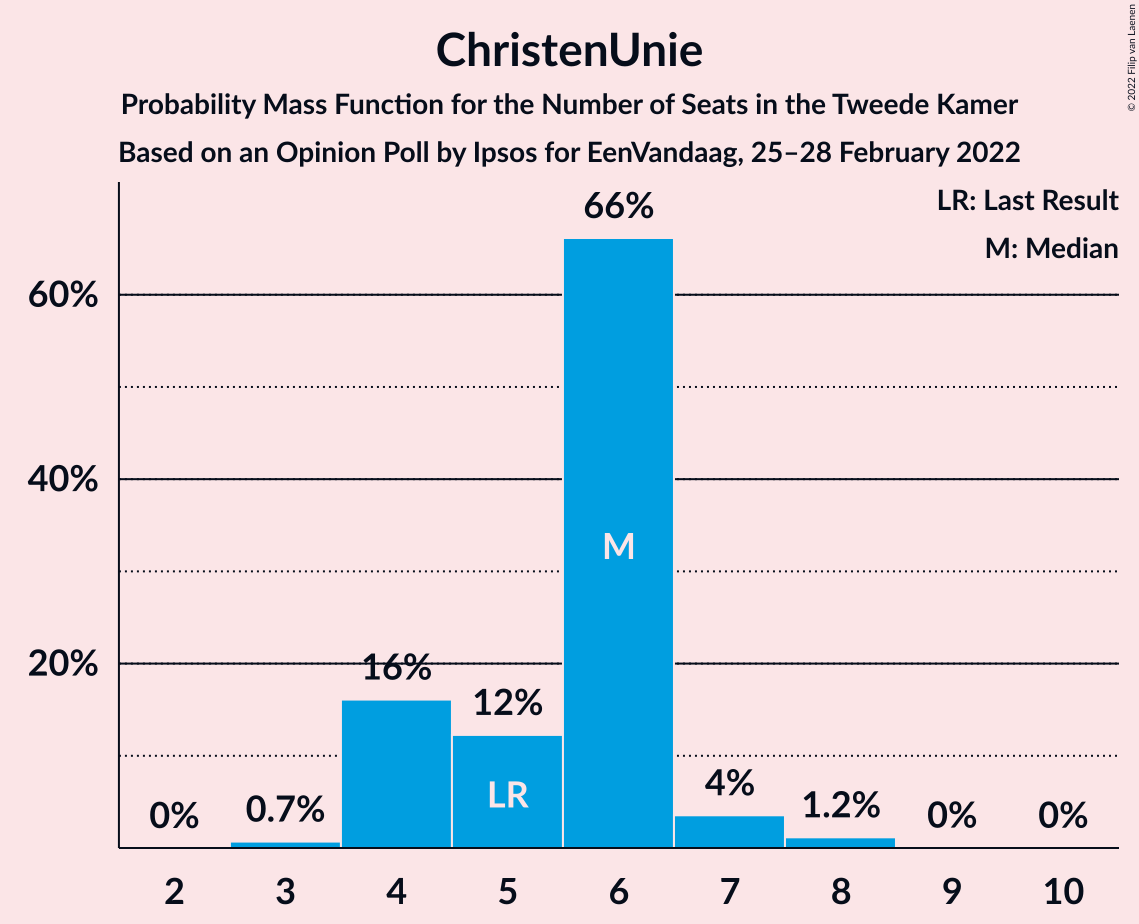 ChristenUnie
Probability Mass Function for the Number of Seats in the Tweede Kamer
Based on an Opinion Poll by Ipsos for EenVandaag, 25–28 February 2022
© 2022 Filip van Laenen
LR: Last Result
M: Median
66%
60%
40%
M
20%
16%
12%
LR
4%
0%
0.7%
1.2%
0%
0%
2 3 4 5 6 7 8 9 10